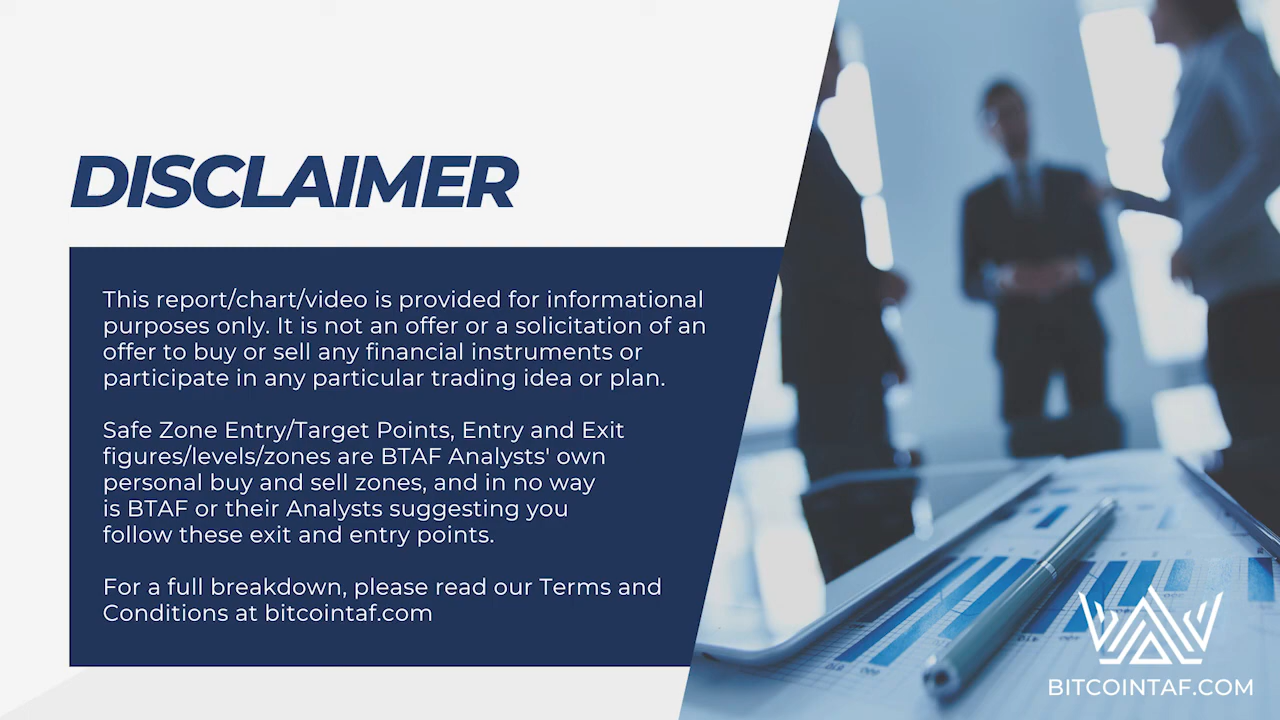 DISCLAIMER
This report/chart/video is provided for informational
purposes only. It is not an offer or a solicitation of an
offer to buy or sell any financial instruments or
participate in any particular trading idea or plan.
Safe Zone Entry/Target Points, Entry and Exit
figures/levels/zones are BTAF Analysts' own
personal buy and sell zones, and in no way
is BTAF or their Analysts suggesting you
follow these exit and entry points.
For a full breakdown, please read our Terms and
Conditions at bitcointaf.com
BITCOINTAF.COM